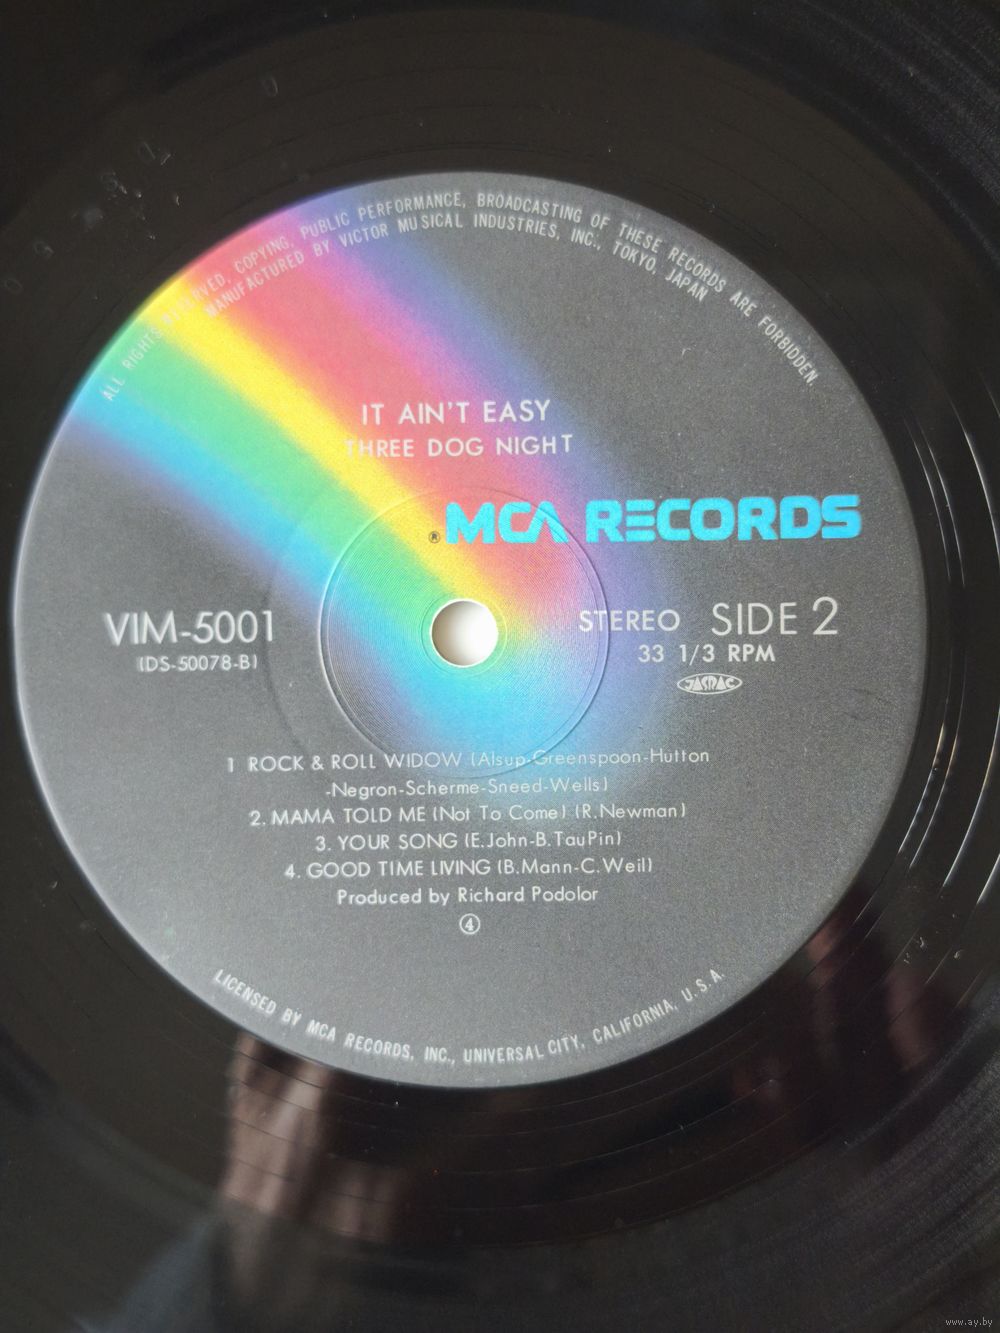 ALL RIGHTS RESERVED, COPYING, PUBLIC PERFORMANCE, BROADCASTING OF THESE RECORDS ARE FORBIDDEN.
MANUFACTURED BY VICTOR MUSICAL INDUSTRIES, INC., TOKYO, JAPAN
IT AIN'T EASY
THREE DOG NIGHT
®MCA RECORDS
VIM-5001
(DS-50078-B)
STEREO SIDE 2
33 1/3 RPM
JASRAC
1 ROCK & ROLL WIDOW (Alsup-Greenspoon-Hutton
-Negron-Scherme-Sneed-Wells)
2. MAMA TOLD ME (Not To Come) (R.Newman)
3. YOUR SONG (E.John-B.TauPin)
4. GOOD TIME LIVING (B.Mann-C.Weil)
Produced by Richard Podolor
④
LICENSED BY MCA RECORDS, INC., UNIVERSAL CITY, CALIFORNIA, U.S.A.
www.ay.by